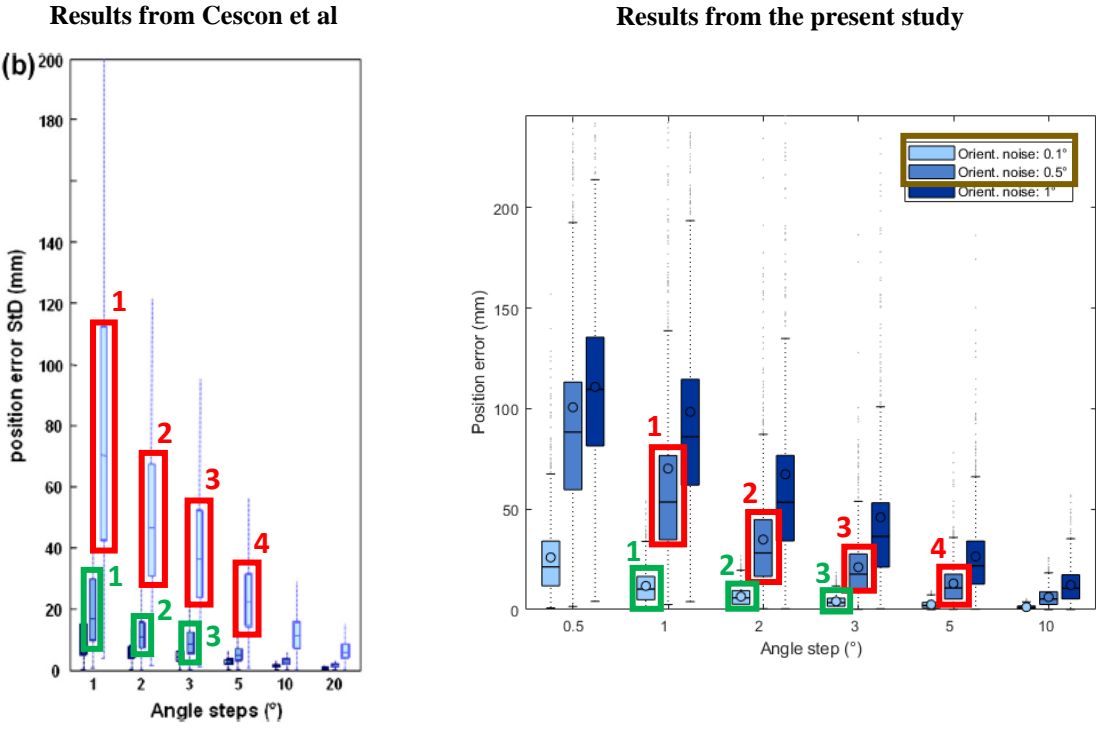 Results from Cescon et al
Results from the present study
(b)
200
180
140
120
100
80
60
40
20
0
position error StD (mm)
1
2
3
4
1
2
3
1 2 3 5 10 20
Angle steps (°)
200
150
100
50
0
Position error (mm)
Orient. noise: 0.1°
Orient. noise: 0.5°
Orient. noise: 1°
1
2
3
4
1
2
3
0.5 1 2 3 5 10
Angle step (°)